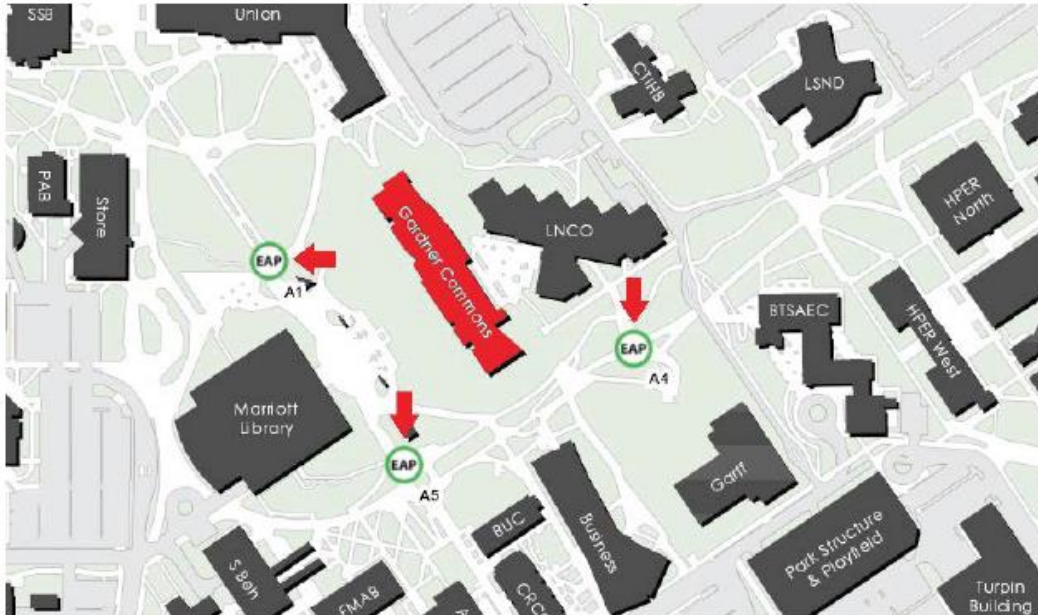 SSB
Union
CTIHB
LSND
PAB
Store
HPER
North
Gardner Commons
LNCO
EAP
A1
BTSAEC
HPER West
EAP
A4
Marriott
Library
EAP
A5
Garff
BUC
Business
Park Structure
& Playfield
S Beh
FMAB
CRCC
Turpin
Building